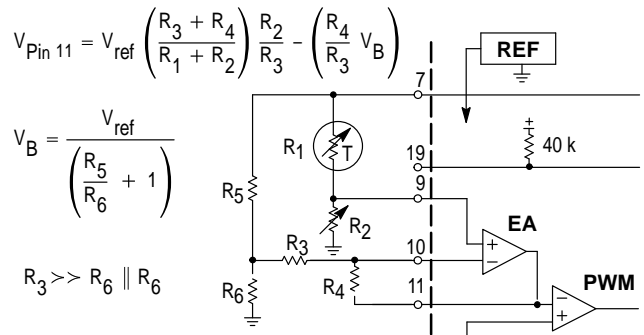 V_Pin 11 = V_ref ( (R_3 + R_4) / (R_1 + R_2) ) R_2 / R_3 - ( R_4 / R_3 V_B )
REF
7
V_B = V_ref / ( R_5 / R_6 + 1 )
R_1
T
40 k
19
R_5
9
R_2
EA
R_3
10
+
−
R_3 >> R_6 || R_6
R_6
R_4
11
PWM
−
+